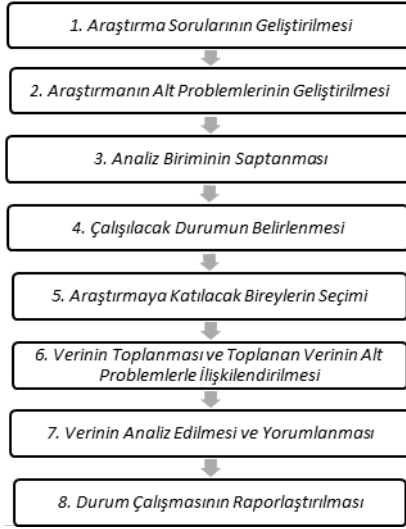 1. Araştırma Sorularının Geliştirilmesi
2. Araştırmanın Alt Problemlerinin Geliştirilmesi
3. Analiz Biriminin Saptanması
4. Çalışılacak Durumun Belirlenmesi
5. Araştırmaya Katılacak Bireylerin Seçimi
6. Verinin Toplanması ve Toplanan Verinin Alt
Problemlerle İlişkilendirilmesi
7. Verinin Analiz Edilmesi ve Yorumlanması
8. Durum Çalışmasının Raporlaştırılması